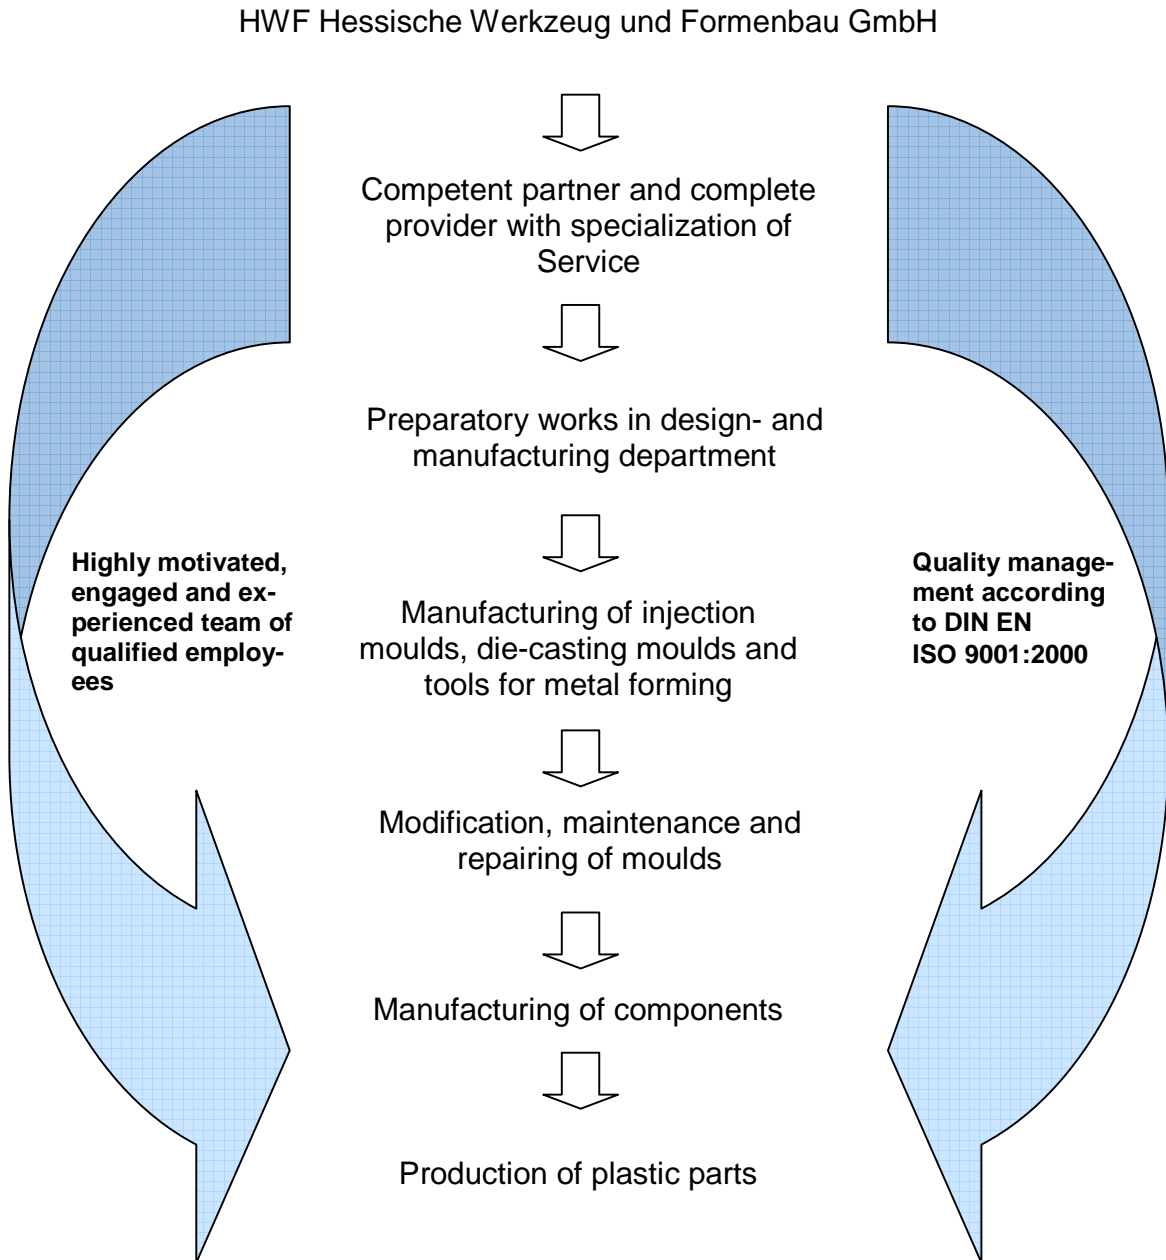 HWF Hessische Werkzeug und Formenbau GmbH
Competent partner and complete
provider with specialization of
Service
Preparatory works in design- and
manufacturing department
Highly motivated,
engaged and ex-
perienced team of
qualified employ-
ees
Manufacturing of injection
moulds, die-casting moulds and
tools for metal forming
Quality manage-
ment according
to DIN EN
ISO 9001:2000
Modification, maintenance and
repairing of moulds
Manufacturing of components
Production of plastic parts